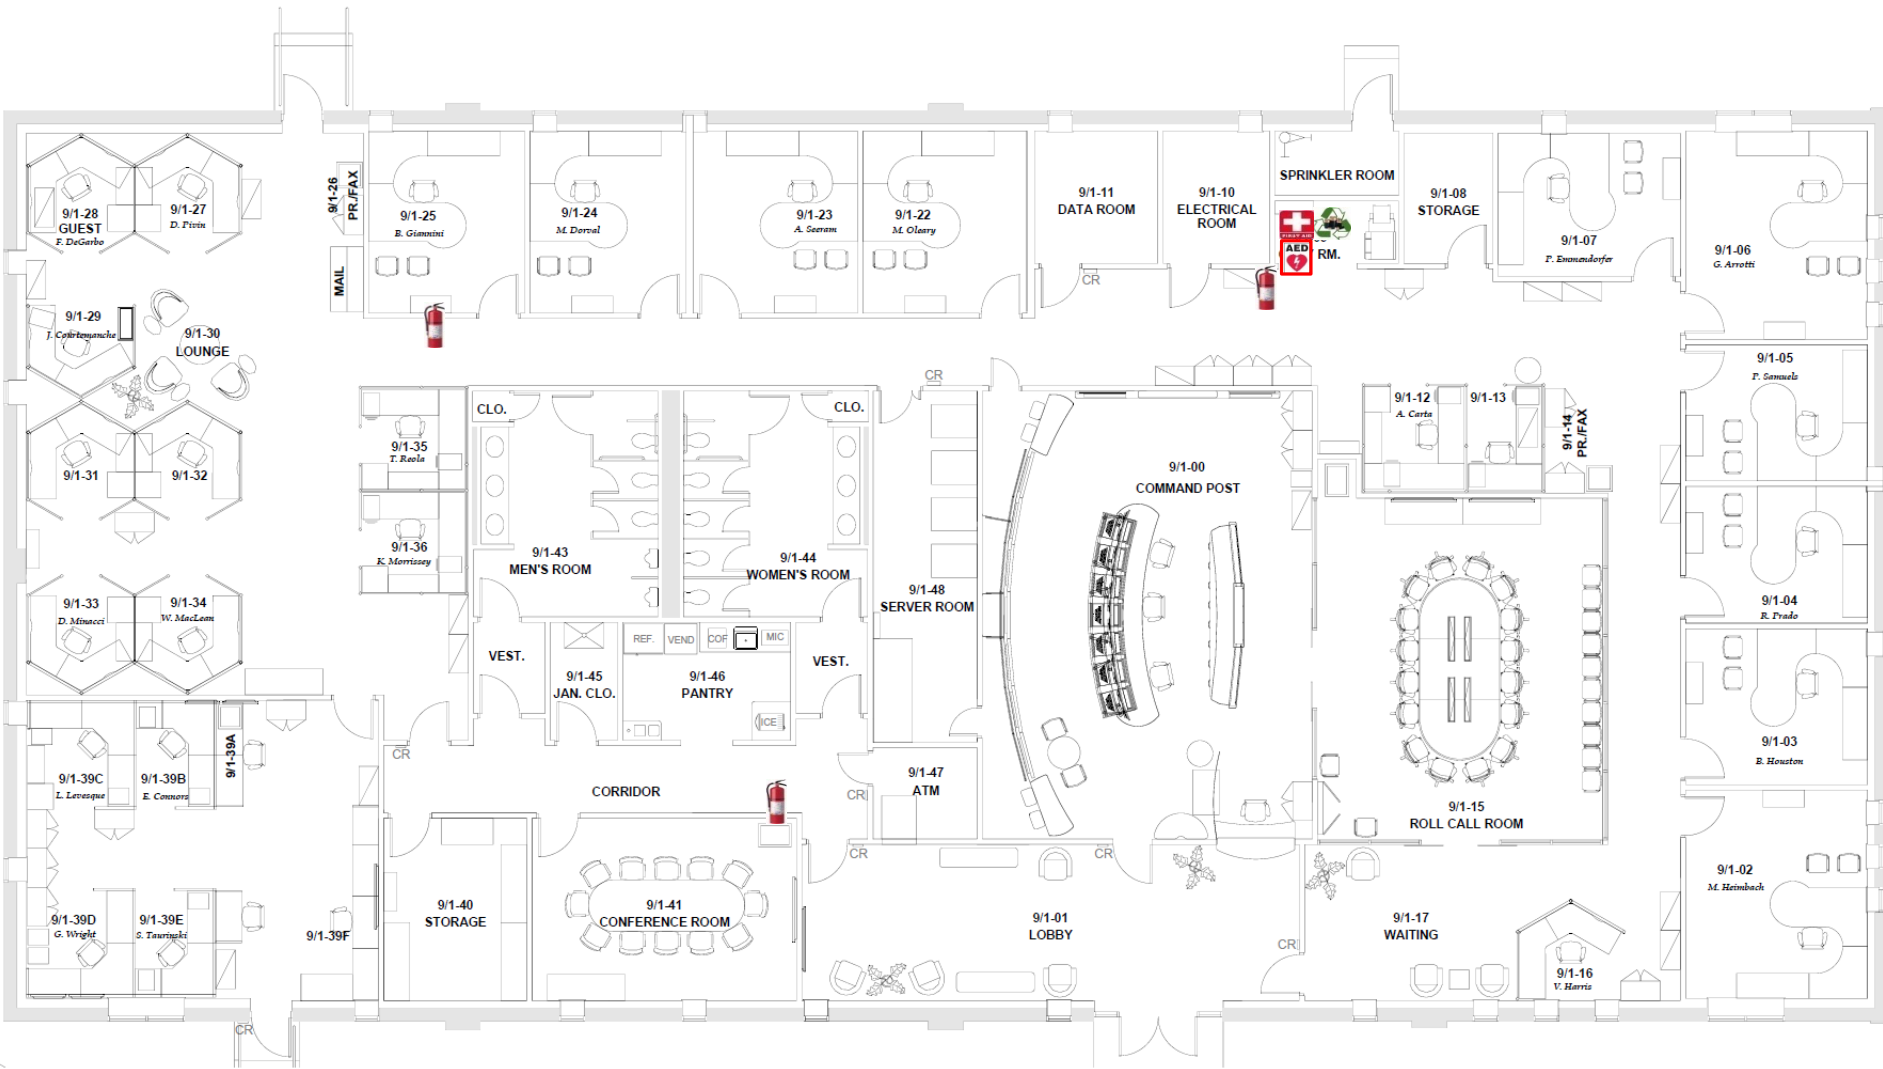 9/1-28
GUEST
F. DeGarbo
9/1-27
D. Pivin
9/1-26
PR./FAX
MAIL
9/1-25
B. Giannini
9/1-24
M. Dorval
9/1-23
A. Seeram
9/1-22
M. Oleary
9/1-11
DATA ROOM
CR
9/1-10
ELECTRICAL
ROOM
SPRINKLER ROOM
FIRST AID
AED
RM.
9/1-08
STORAGE
9/1-07
P. Emmendorfer
9/1-06
G. Arrotti
9/1-29
J. Courtemanche
9/1-30
LOUNGE
9/1-05
P. Samuels
CR
9/1-12
A. Carta
9/1-13
9/1-14
PR./FAX
CLO.
CLO.
9/1-35
T. Reola
9/1-31
9/1-32
9/1-00
COMMAND POST
9/1-36
K. Morrissey
9/1-43
MEN'S ROOM
9/1-44
WOMEN'S ROOM
9/1-48
SERVER ROOM
9/1-33
D. Minacci
9/1-34
W. MacLean
9/1-04
R. Prado
REF.
VEND
COF
MIC
VEST.
9/1-45
JAN. CLO.
9/1-46
PANTRY
ICE
VEST.
9/1-39A
CR
9/1-03
B. Houston
9/1-39C
L. Levesque
9/1-39B
E. Connors
CORRIDOR
9/1-47
ATM
CR
9/1-15
ROLL CALL ROOM
CR
CR
9/1-02
M. Heimbach
9/1-39D
G. Wright
9/1-39E
S. Taurinski
9/1-39F
9/1-40
STORAGE
9/1-41
CONFERENCE ROOM
9/1-01
LOBBY
CR
9/1-17
WAITING
9/1-16
V. Harris
CR